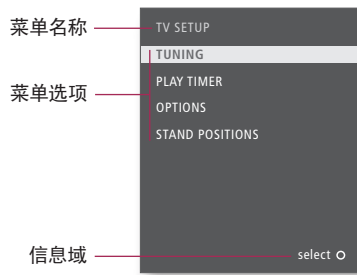 菜单名称
TV SETUP
TUNING
菜单选项
PLAY TIMER
OPTIONS
STAND POSITIONS
信息域
select